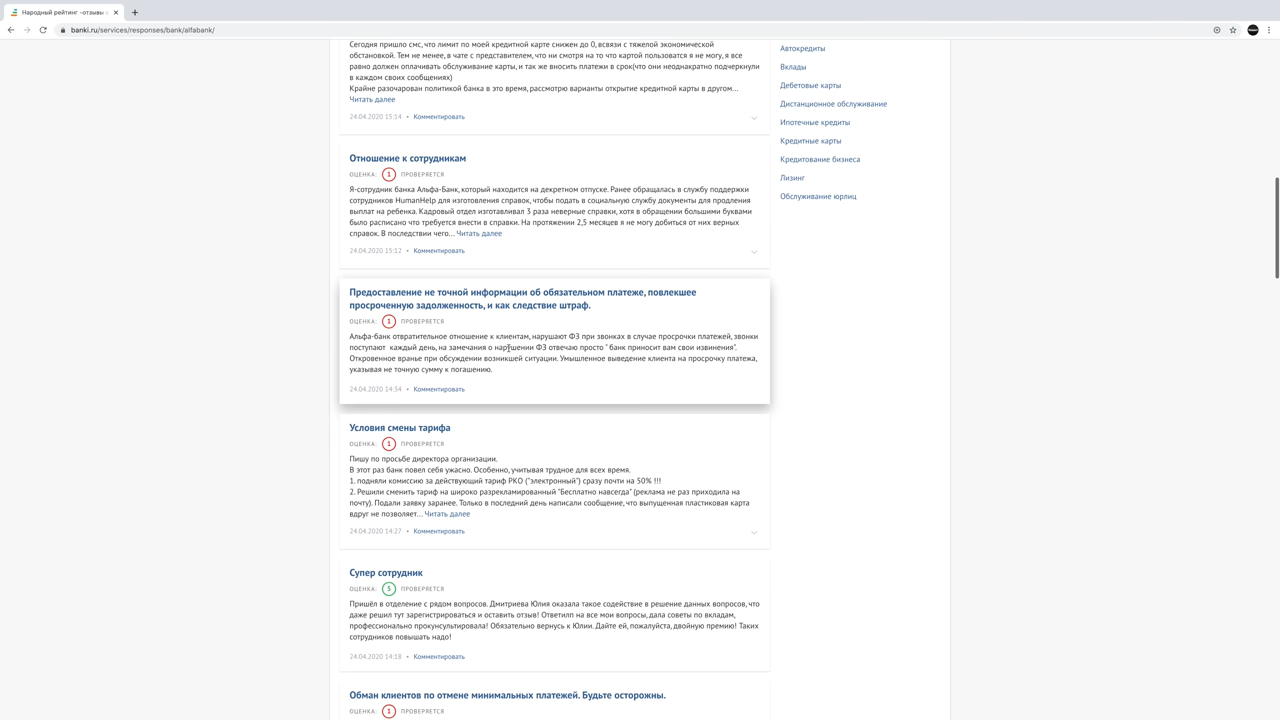 Народный рейтинг -отзывы о
banki.ru/services/responses/bank/alfabank/
Сегодня пришло смс, что лимит по моей кредитной карте снижен до 0, всвязи с тяжелой экономической
обстановкой. Тем не менее, в чате с представителем, что ни смотря на то что картой пользоватся я не могу, я все
равно должен оплачивать обслуживание карты, и так же вносить платежи в срок(что они неоднакратно подчеркнули
в каждом своих сообщениях)
Крайне разочарован политикой банка в это время, рассмотрю варианты открытие кредитной карты в другом...
Читать далее
24.04.2020 15:14 • Комментировать
Отношение к сотрудникам
ОЦЕНКА: 1 ПРОВЕРЯЕТСЯ
Я-сотрудник банка Альфа-Банк, который находится на декретном отпуске. Ранее обращалась в службу поддержки
сотрудников HumanHelp для изготовления справок, чтобы подать в социальную службу документы для продления
выплат на ребенка. Кадровый отдел изготавливал 3 раза неверные справки, хотя в обращении большими буквами
было расписано что требуется внести в справки. На протяжении 2,5 месяцев я не могу добиться от них верных
справок. В последствии чего... Читать далее
24.04.2020 15:12 • Комментировать
Предоставление не точной информации об обязательном платеже, повлекшее
просроченную задолженность, и как следствие штраф.
ОЦЕНКА: 1 ПРОВЕРЯЕТСЯ
Альфа-банк отвратительное отношение к клиентам, нарушают ФЗ при звонках в случае просрочки платежей, звонки
поступают каждый день, на замечания о нарушении ФЗ отвечаю просто " банк приносит вам свои извинения".
Откровенное вранье при обсуждении возникшей ситуации. Умышленное выведение клиента на просрочку платежа,
указывая не точную сумму к погашению.
24.04.2020 14:34 • Комментировать
Условия смены тарифа
ОЦЕНКА: 1 ПРОВЕРЯЕТСЯ
Пишу по просьбе директора организации.
В этот раз банк повел себя ужасно. Особенно, учитывая трудное для всех время.
1. подняли комиссию за действующий тариф РКО ("электронный") сразу почти на 50% !!!
2. Решили сменить тариф на широко разрекламированный "Бесплатно навсегда" (реклама не раз приходила на
почту). Подали заявку заранее. Только в последний день написали сообщение, что выпущенная пластиковая карта
вдруг не позволяет... Читать далее
24.04.2020 14:27 • Комментировать
Супер сотрудник
ОЦЕНКА: 5 ПРОВЕРЯЕТСЯ
Пришёл в отделение с рядом вопросов. Дмитриева Юлия оказала такое содействие в решение данных вопросов, что
даже решил тут зарегистрироваться и оставить отзыв! Ответилп на все мои вопросы, дала советы по вкладам,
профессионально прокунсультировала! Обязательно вернусь к Юлии. Дайте ей, пожалуйста, двойную премию! Таких
сотрудников повышать надо!
24.04.2020 14:18 • Комментировать
Обман клиентов по отмене минимальных платежей. Будьте осторожны.
ОЦЕНКА: 1 ПРОВЕРЯЕТСЯ
Автокредиты
Вклады
Дебетовые карты
Дистанционное обслуживание
Ипотечные кредиты
Кредитные карты
Кредитование бизнеса
Лизинг
Обслуживание юрлиц